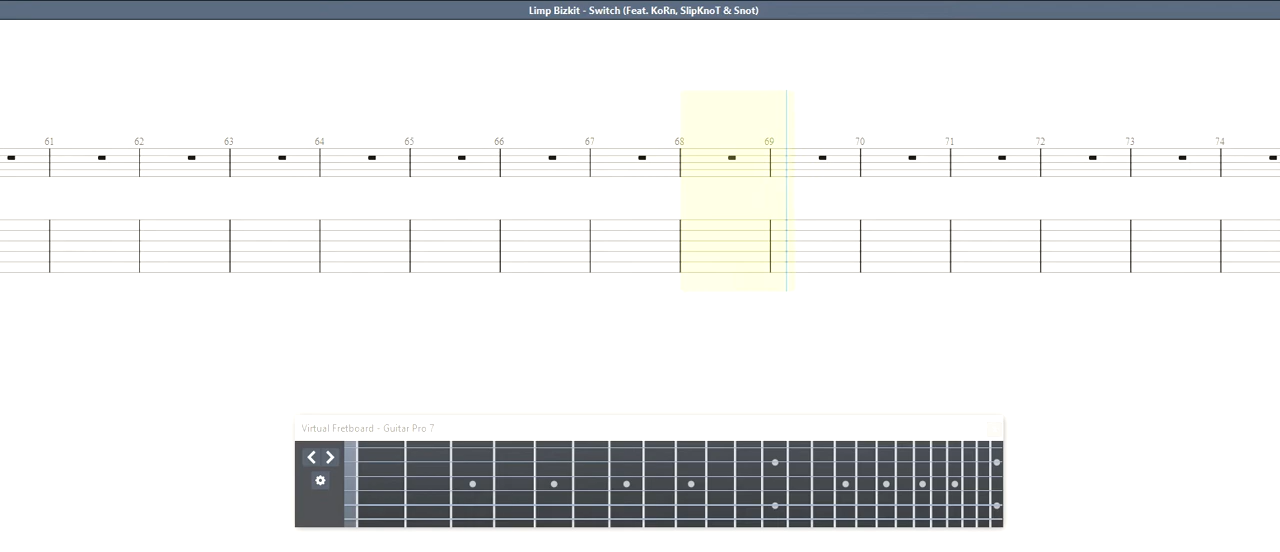 Limp Bizkit - Switch (Feat. KoRn, SlipKnoT & Snot)
61 62 63 64 65 66 67 68 69 70 71 72 73 74
Virtual Fretboard - Guitar Pro 7